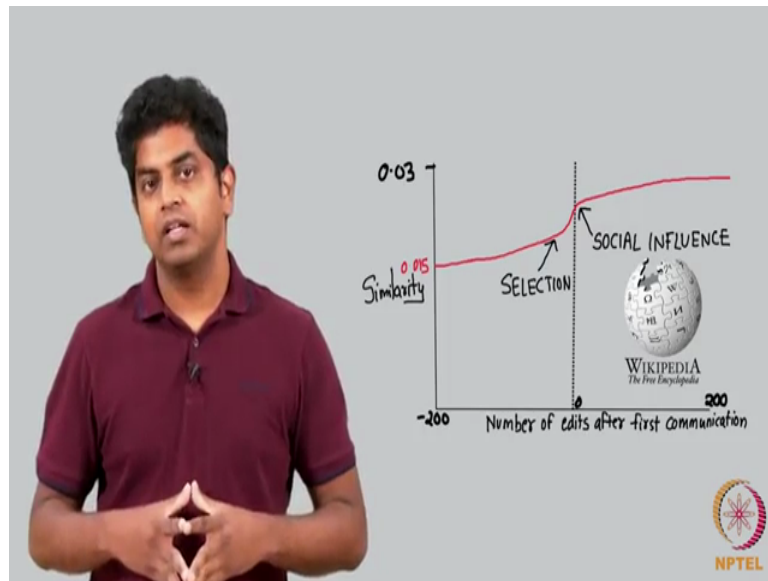 0.03
0.015
Similarity
SELECTION
SOCIAL INFLUENCE
WIKIPEDIA
The Free Encyclopedia
-200
0
200
Number of edits after first communication
NPTEL